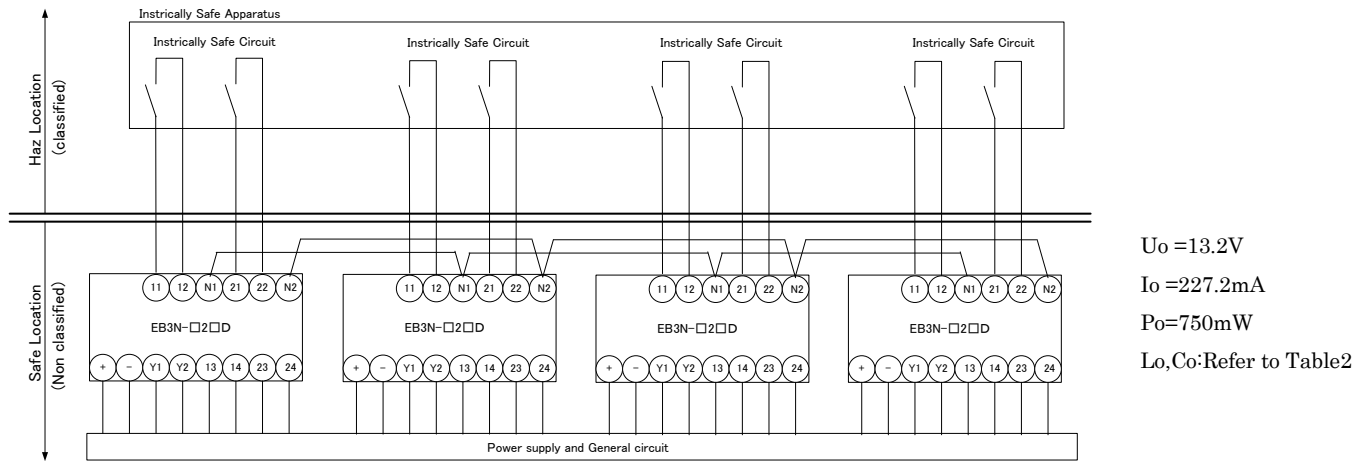 Instrically Safe Apparatus
Instrically Safe Circuit
Instrically Safe Circuit
Instrically Safe Circuit
Instrically Safe Circuit
Haz Location
(classified)
Safe Location
(Non classified)
11 12 N1 21 22 N2
11 12 N1 21 22 N2
11 12 N1 21 22 N2
11 12 N1 21 22 N2
EB3N-□2□D
EB3N-□2□D
EB3N-□2□D
EB3N-□2□D
+ - Y1 Y2 13 14 23 24
+ - Y1 Y2 13 14 23 24
+ - Y1 Y2 13 14 23 24
+ - Y1 Y2 13 14 23 24
Power supply and General circuit
Uo =13.2V
Io =227.2mA
Po=750mW
Lo,Co:Refer to Table2